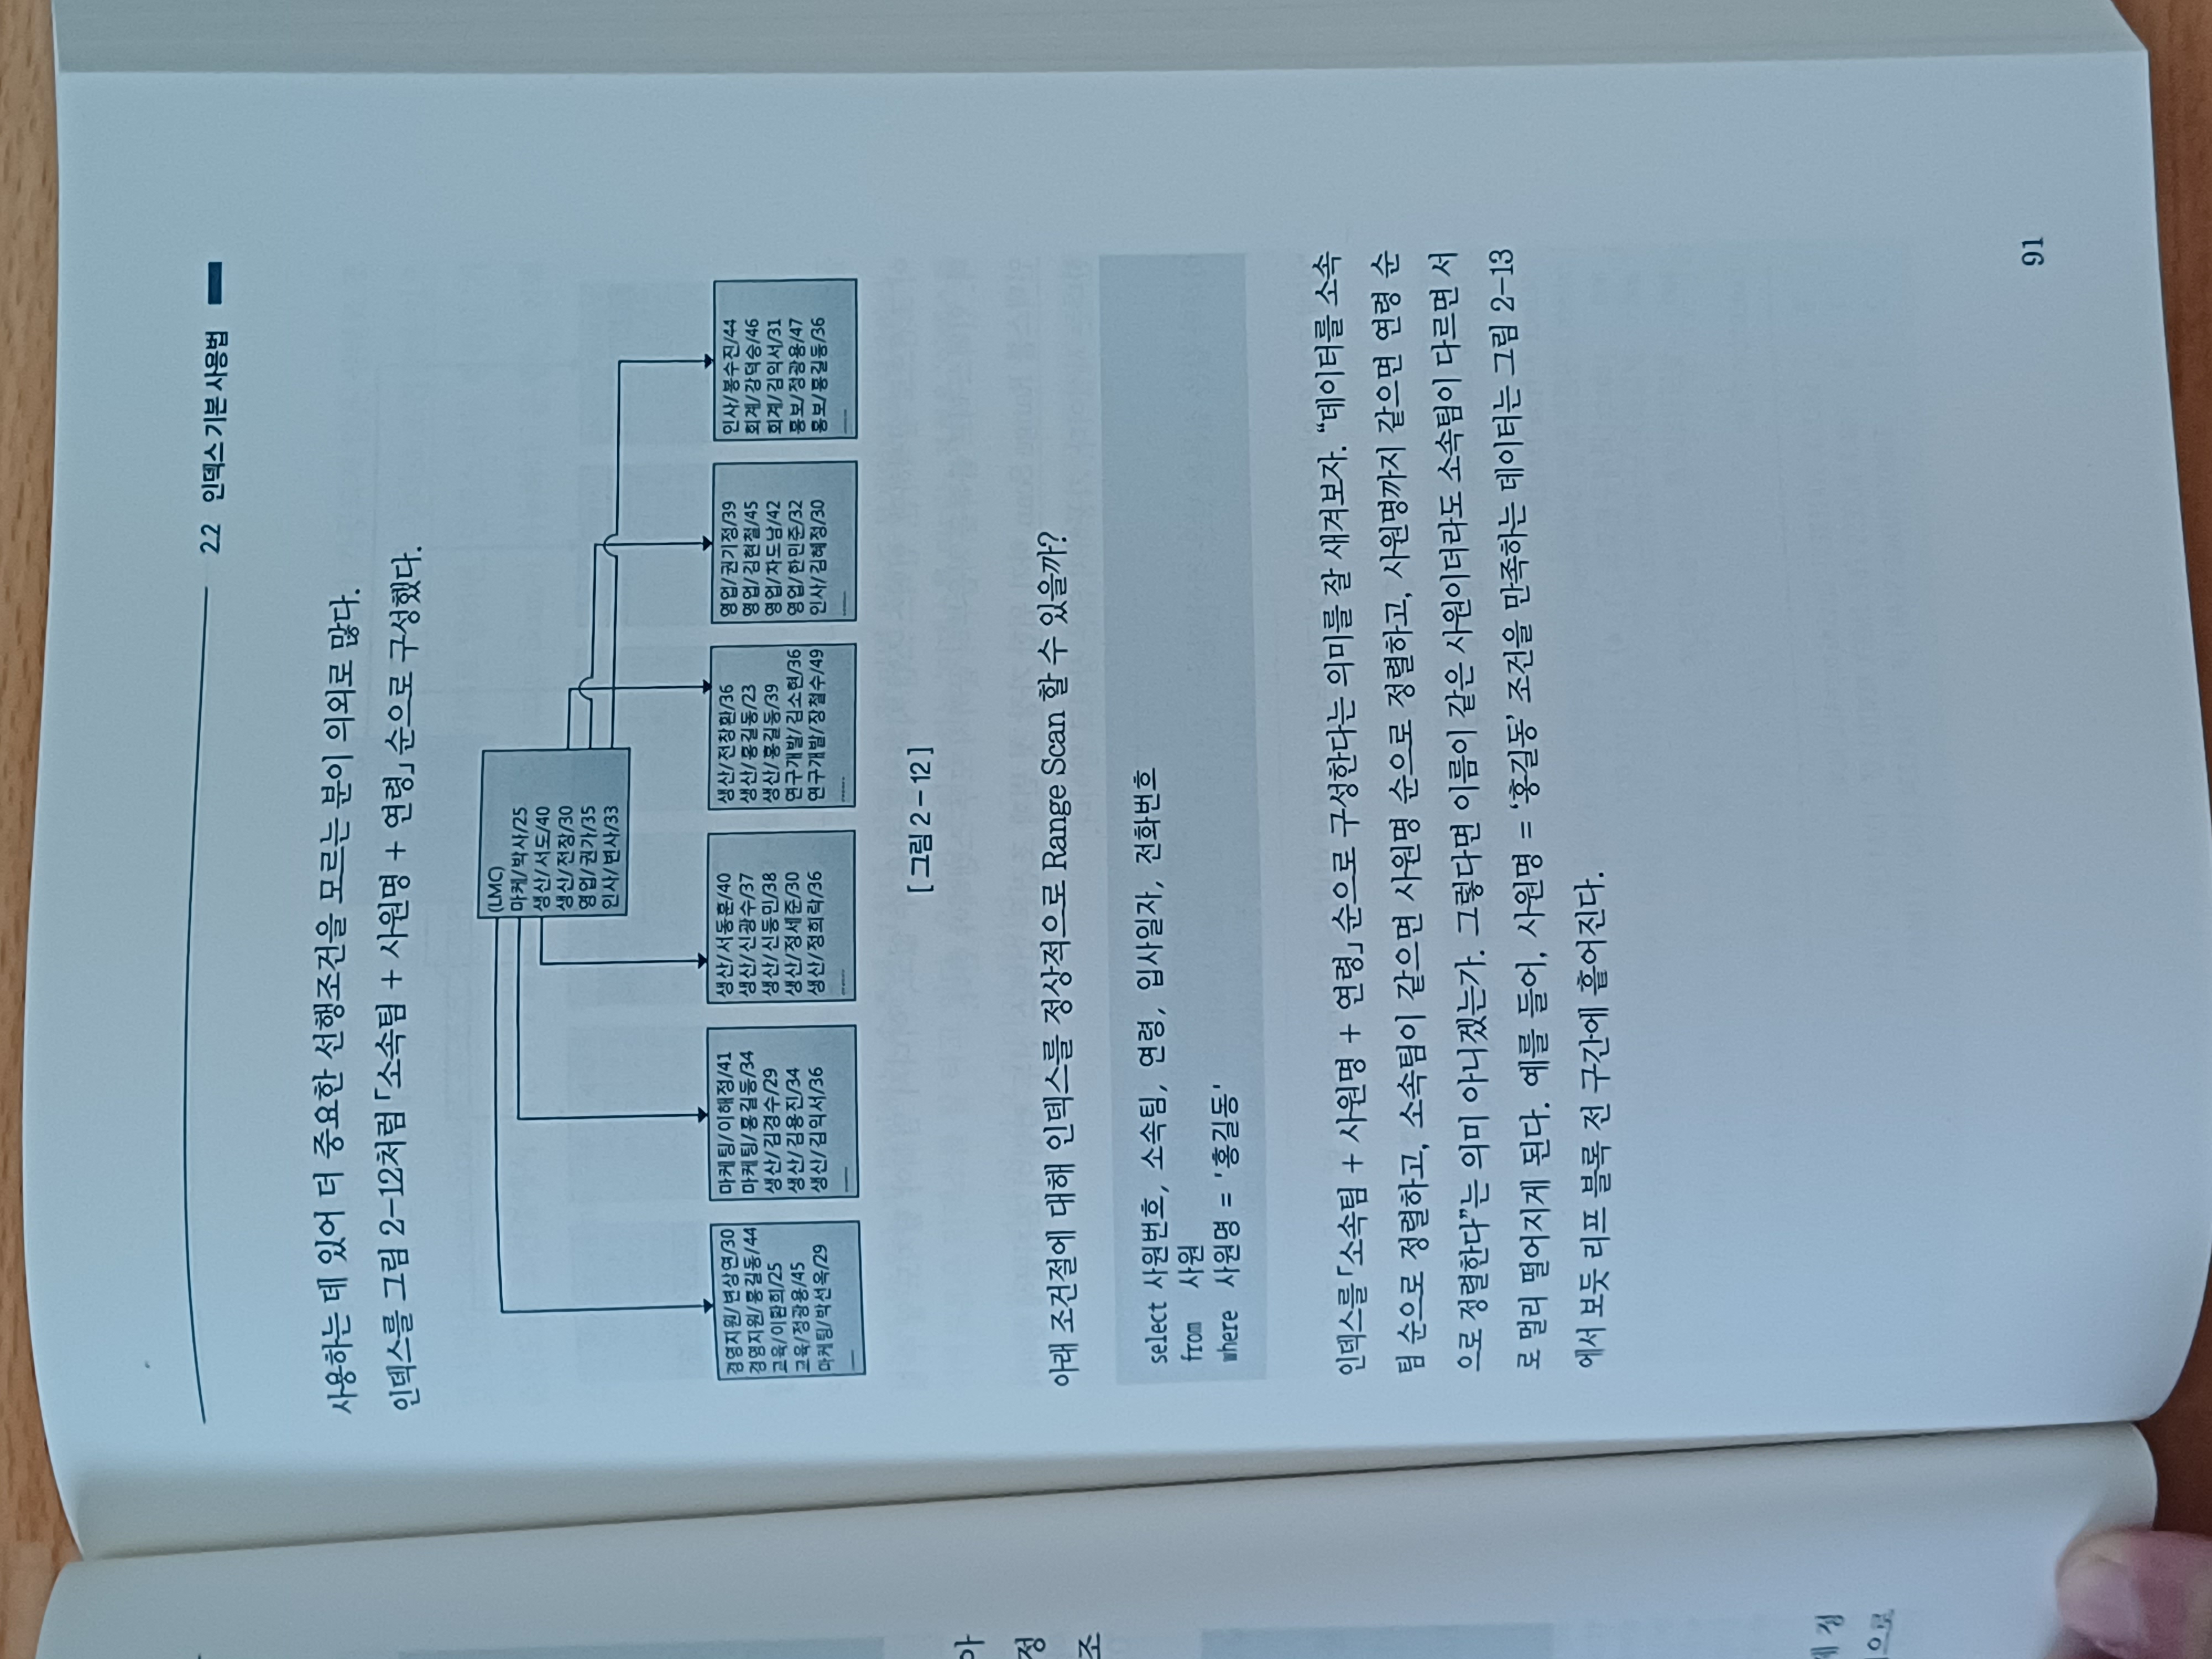 2.2 인덱스 기본 사용법
사용하는 데 있어 더 중요한 선행조건을 모르는 분이 의외로 많다.
인덱스를 그림 2-12처럼 「소속팀 + 사원명 + 연령」 순으로 구성했다.
(LMC)
마케/박사/25
생산/서도/40
생산/전장/30
영업/권가/35
인사/변사/33
경영지원/변상연/30
경영지원/홍길동/44
교육/이환희/25
교육/정광용/45
마케팅/박선옥/29
마케팅/이해정/41
마케팅/홍길동/34
생산/김경수/29
생산/김용진/34
생산/김익서/36
생산/서동훈/40
생산/신광수/37
생산/신동민/38
생산/정세준/30
생산/정희락/36
생산/전창환/36
생산/홍길동/23
생산/홍길동/39
연구개발/김소현/36
연구개발/장철수/49
영업/권기정/39
영업/김현철/45
영업/차도남/42
영업/한민준/32
인사/김혜정/30
인사/봉수진/44
회계/강덕승/46
회계/김익서/31
홍보/정광용/47
홍보/홍길동/36
[ 그림 2 - 12 ]
아래 조건절에 대해 인덱스를 정상적으로 Range Scan 할 수 있을까?
select 사원번호, 소속팀, 연령, 입사일자, 전화번호
from 사원
where 사원명 = '홍길동'
인덱스를 「소속팀 + 사원명 + 연령」 순으로 구성한다는 의미를 잘 새겨보자. “데이터를 소속
팀 순으로 정렬하고, 소속팀이 같으면 사원명 순으로 정렬하고, 사원명까지 같으면 연령 순
으로 정렬한다”는 의미 아니겠는가. 그렇다면 이름이 같은 사원이더라도 소속팀이 다르면 서
로 멀리 떨어지게 된다. 예를 들어, 사원명 = ‘홍길동’ 조건을 만족하는 데이터는 그림 2-13
에서 보듯 리프 블록 전 구간에 흩어진다.
91
아
정
조
으로